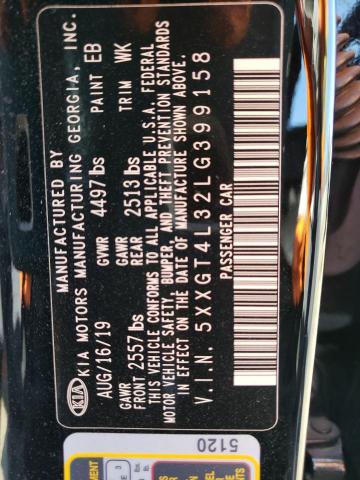 MANUFACTURED BY
KIA KIA MOTORS MANUFACTURING GEORGIA, INC.
AUG/16/19 GVWR 4497 lbs PAINT EB
GAWR FRONT 2557 lbs GAWR REAR 2513 lbs TRIM WK
THIS VEHICLE CONFORMS TO ALL APPLICABLE U.S.A. FEDERAL
MOTOR VEHICLE SAFETY, BUMPER, AND THEFT PREVENTION STANDARDS
IN EFFECT ON THE DATE OF MANUFACTURE SHOWN ABOVE.
V.I.N. 5XXGT4L32LG399158
PASSENGER CAR
5120